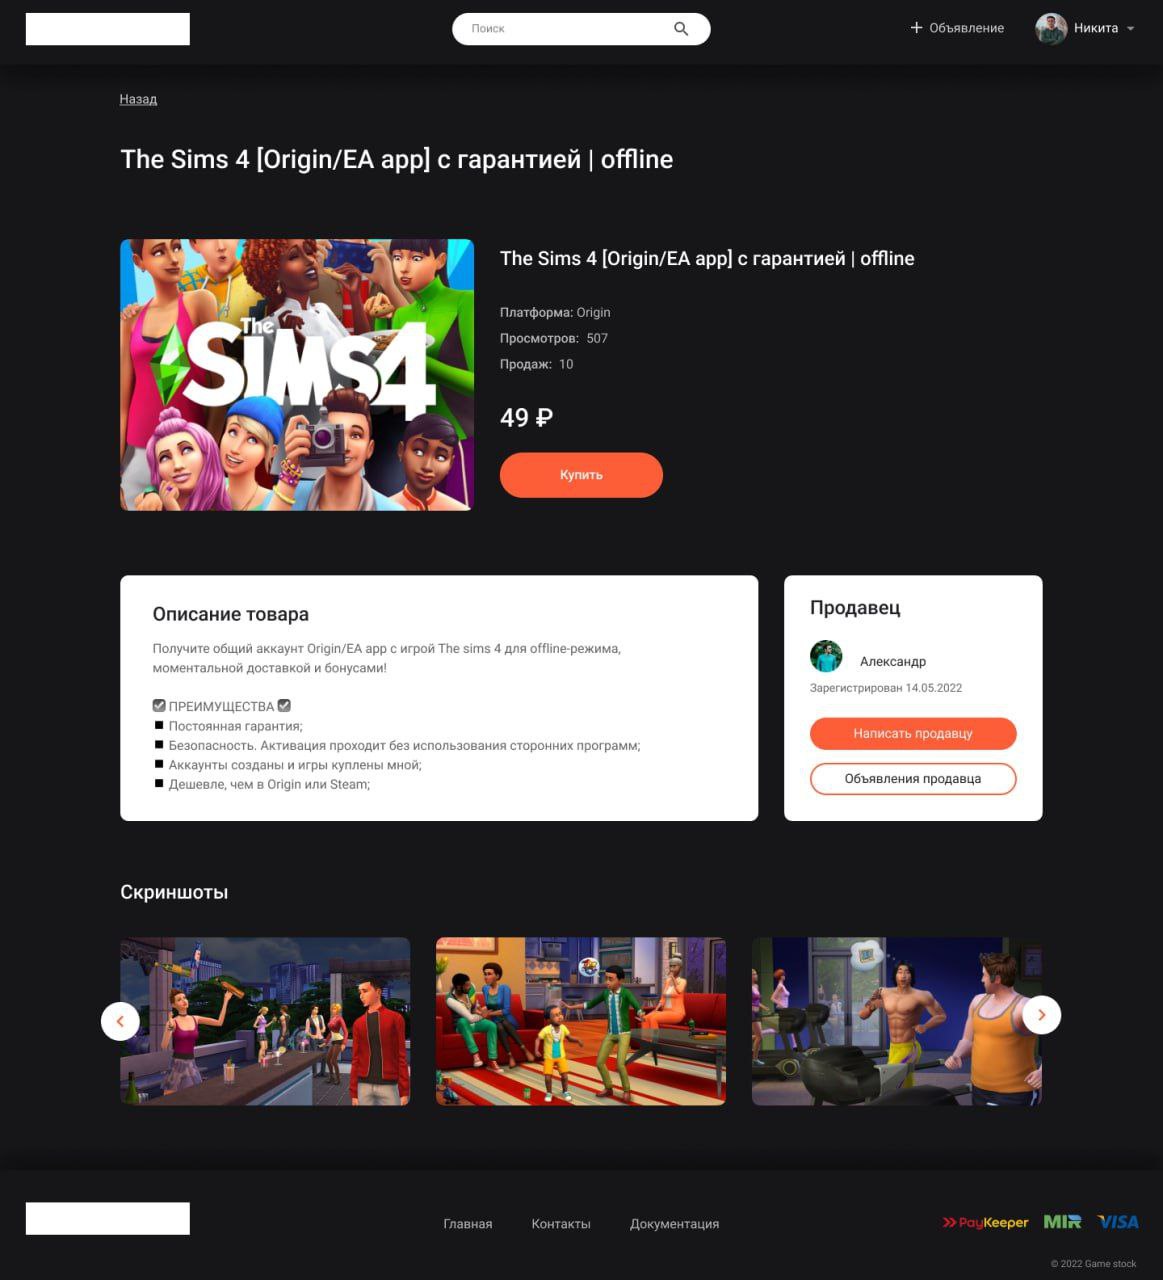 Поиск
Объявление
Никита
Назад
The Sims 4 [Origin/EA app] с гарантией | offline
The Sims 4
The Sims 4 [Origin/EA app] с гарантией | offline
Платформа: Origin
Просмотров: 507
Продаж: 10
49 ₽
Купить
Описание товара
Получите общий аккаунт Origin/EA app с игрой The sims 4 для offline-режима,
моментальной доставкой и бонусами!
☑ ПРЕИМУЩЕСТВА ☑
▪ Постоянная гарантия;
▪ Безопасность. Активация проходит без использования сторонних программ;
▪ Аккаунты созданы и игры куплены мной;
▪ Дешевле, чем в Origin или Steam;
Продавец
Александр
Зарегистрирован 14.05.2022
Написать продавцу
Объявления продавца
Скриншоты
Главная
Контакты
Документация
PayKeeper
MIR
VISA
© 2022 Game stock